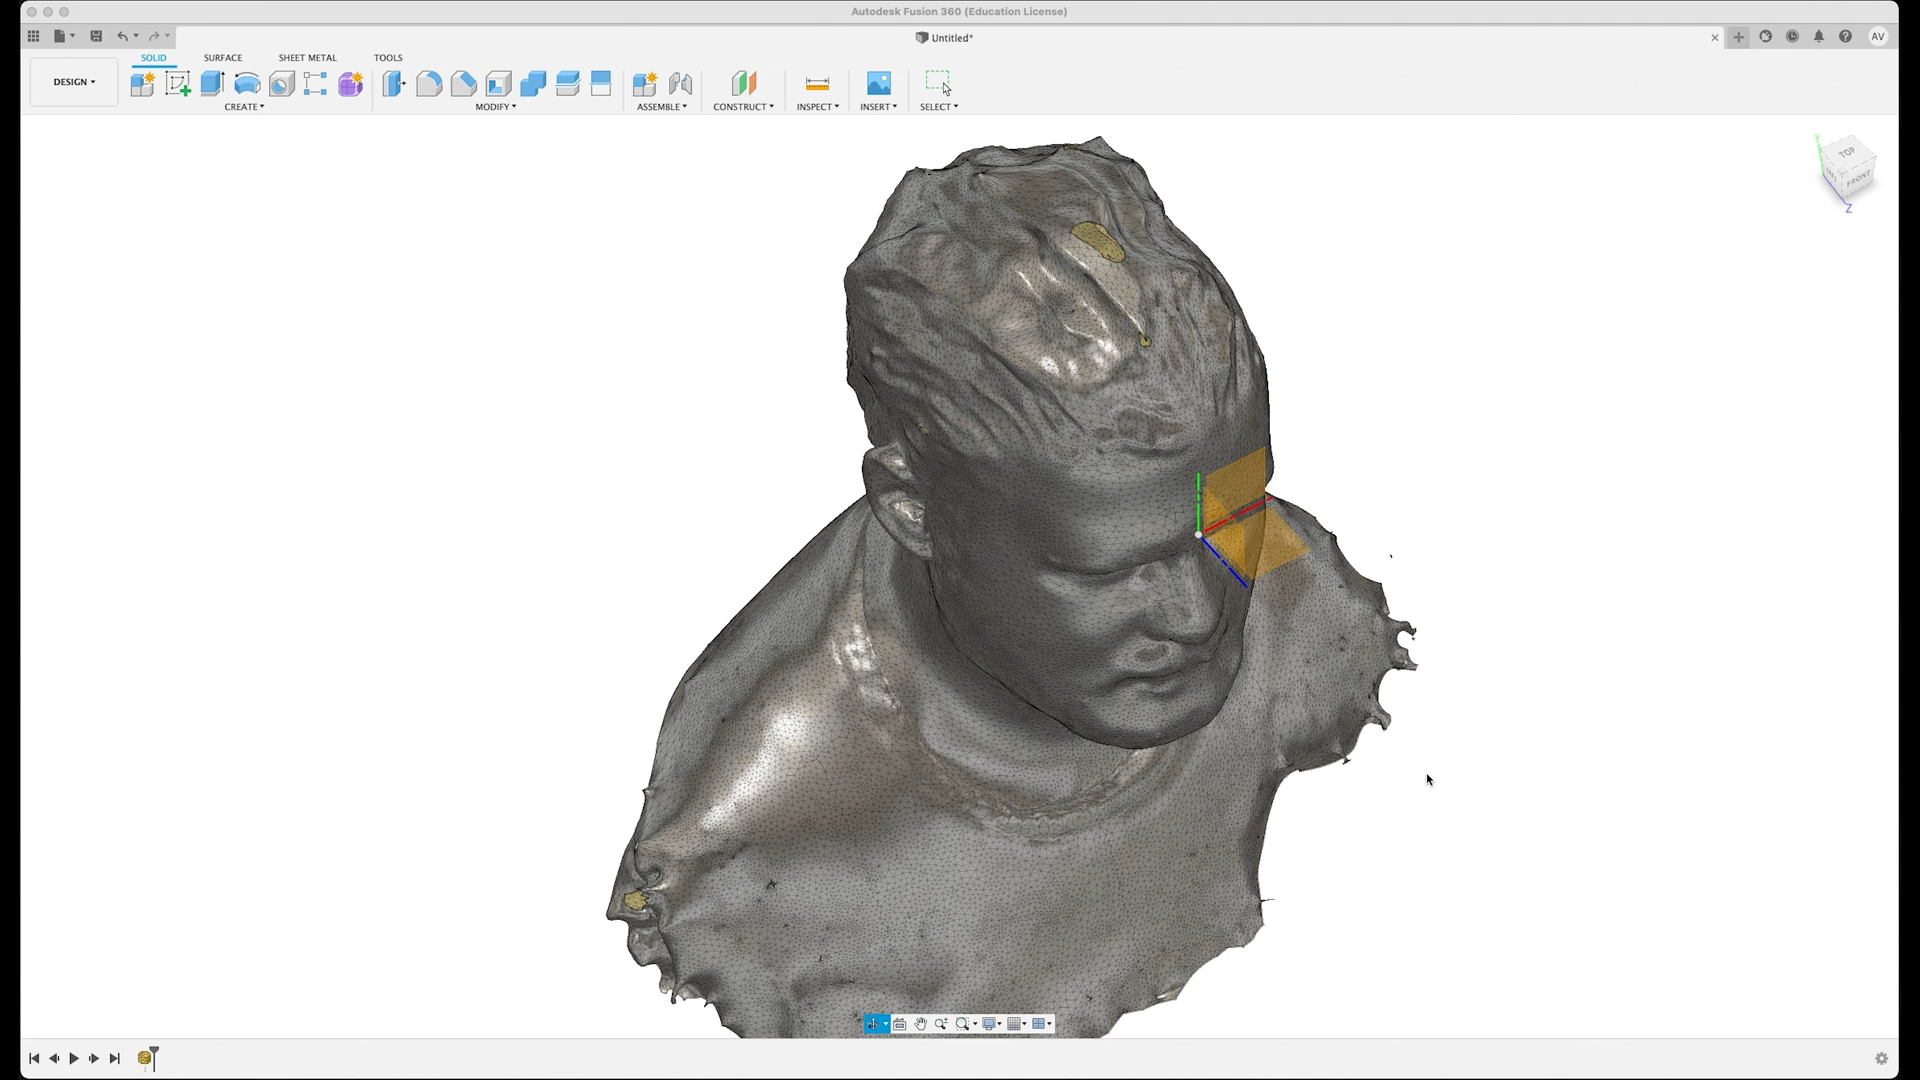 Autodesk Fusion 360 (Education License)
Untitled*
AV
SOLID
SURFACE
SHEET METAL
TOOLS
DESIGN
CREATE
MODIFY
ASSEMBLE
CONSTRUCT
INSPECT
INSERT
SELECT
TOP
LEFT
FRONT
Z